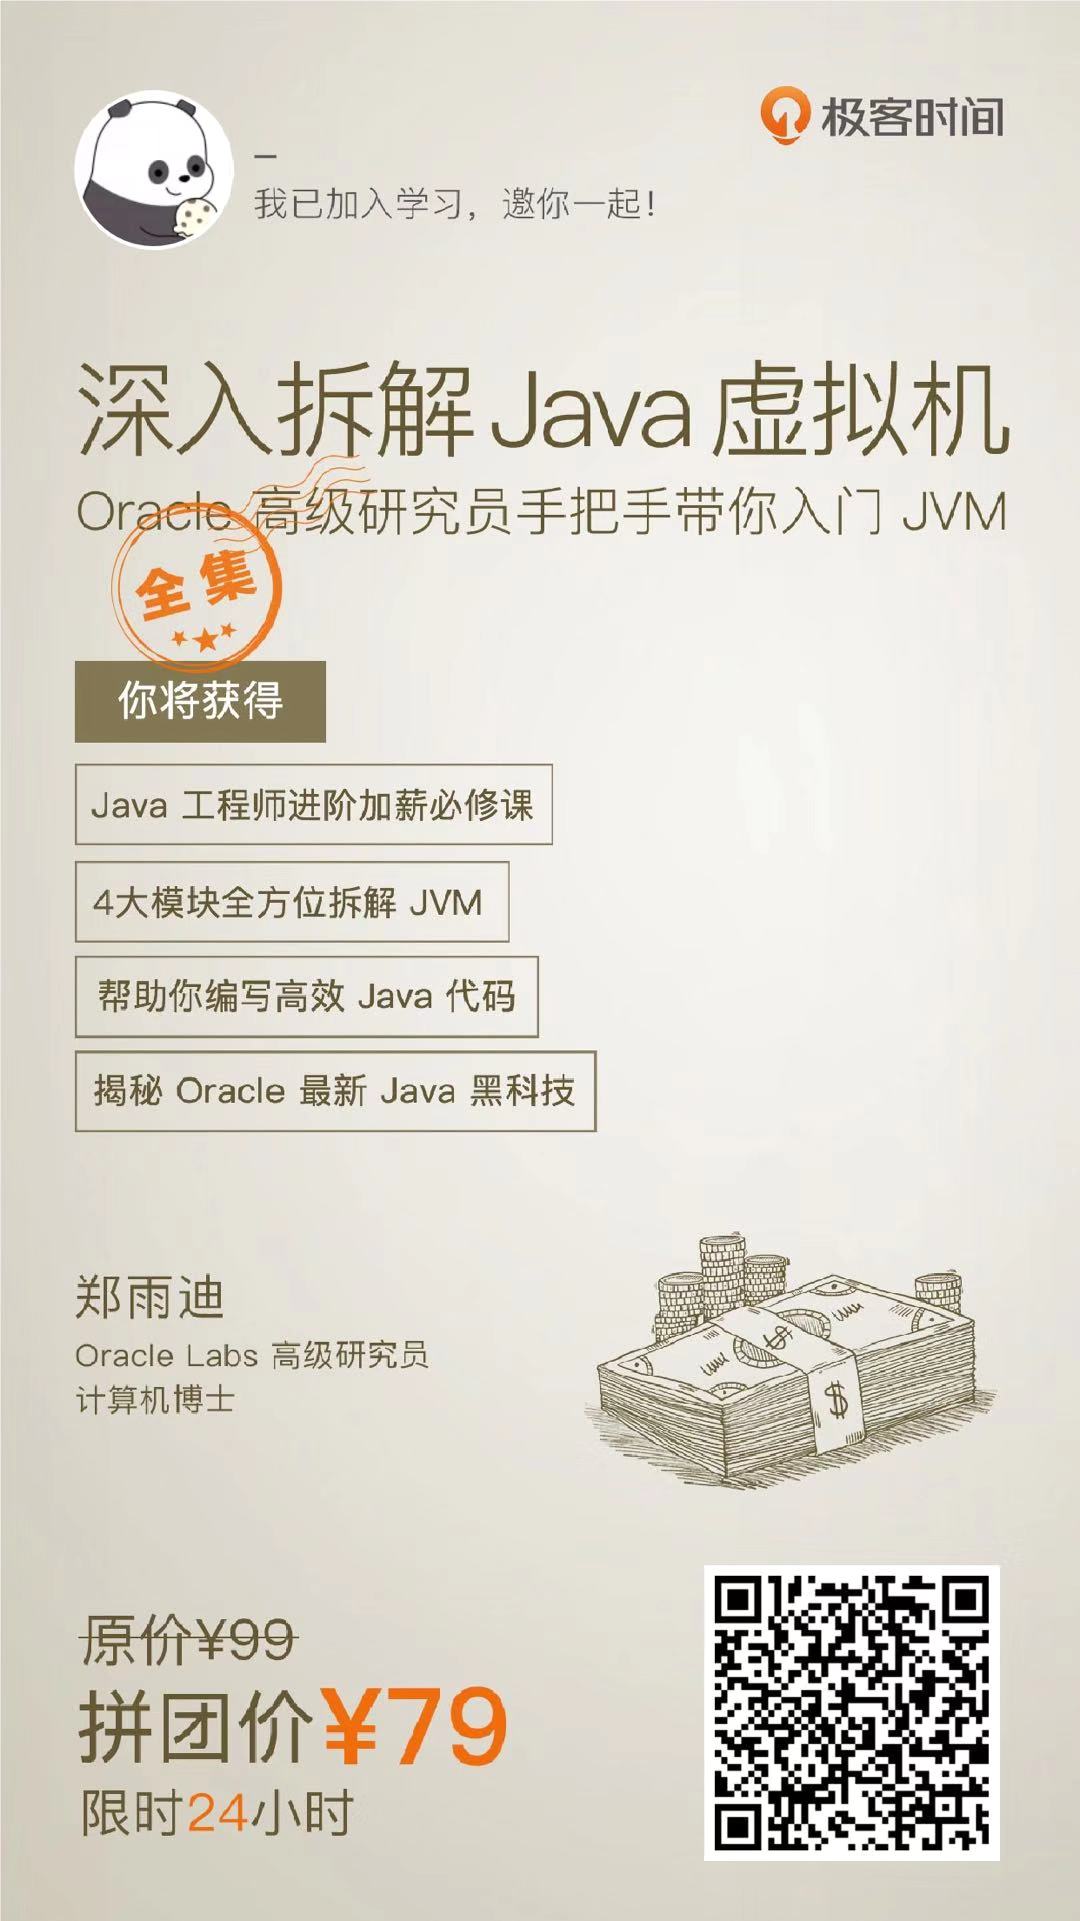 极客时间
–
我已加入学习，邀你一起！
深入拆解 Java 虚拟机
Oracle 高级研究员手把手带你入门 JVM
全集
你将获得
Java 工程师进阶加薪必修课
4大模块全方位拆解 JVM
帮助你编写高效 Java 代码
揭秘 Oracle 最新 Java 黑科技
郑雨迪
Oracle Labs 高级研究员
计算机博士
$
$
原价¥99
拼团价¥79
限时24小时